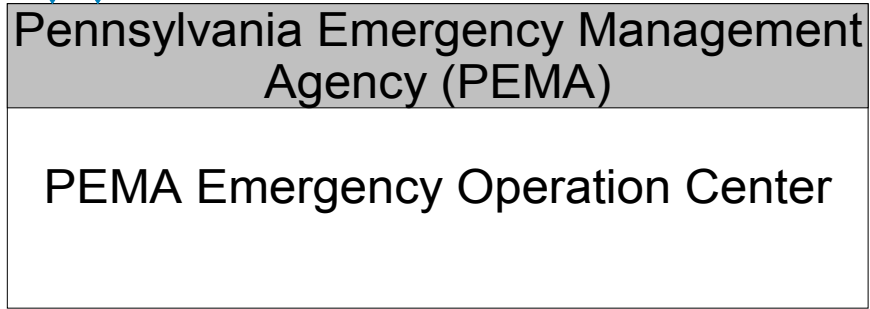 Pennsylvania Emergency Management
Agency (PEMA)
PEMA Emergency Operation Center